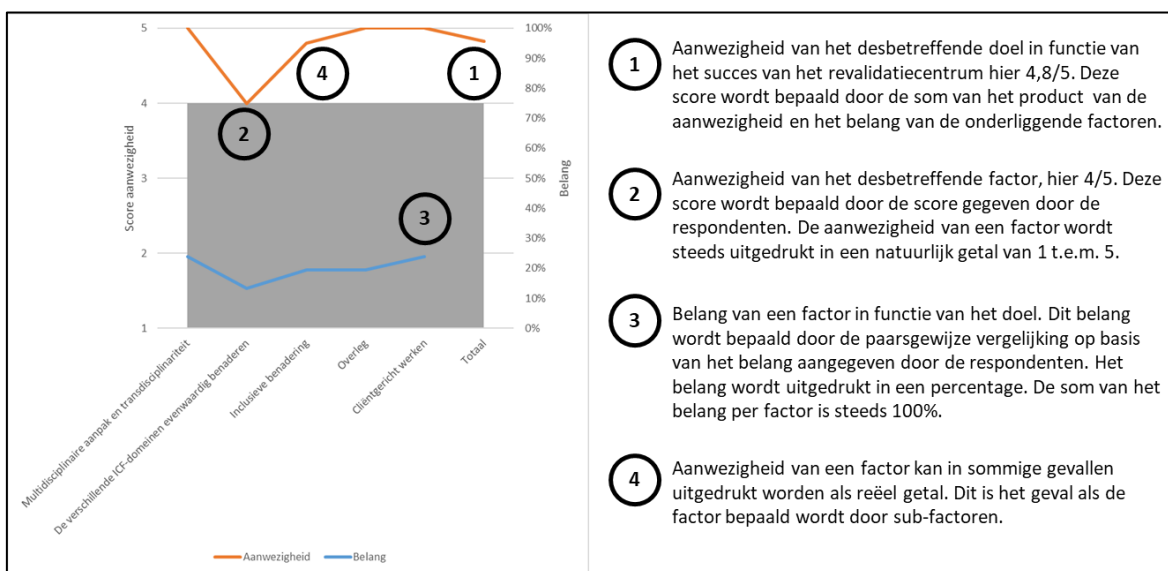 5
4
3
2
1
Score aanwezigheid
100%
90%
80%
70%
60%
50%
40%
30%
20%
10%
0%
Belang
4
1
2
3
Multidisciplinaire aanpak en transdisciplinariteit
De verschillende ICF-domeinen evenwaardig benaderen
Inclusieve benadering
Overleg
Cliëntgericht werken
Totaal
Aanwezigheid
Belang
1
Aanwezigheid van het desbetreffende doel in functie van
het succes van het revalidatiecentrum hier 4,8/5. Deze
score wordt bepaald door de som van het product van de
aanwezigheid en het belang van de onderliggende factoren.
2
Aanwezigheid van het desbetreffende factor, hier 4/5. Deze
score wordt bepaald door de score gegeven door de
respondenten. De aanwezigheid van een factor wordt
steeds uitgedrukt in een natuurlijk getal van 1 t.e.m. 5.
3
Belang van een factor in functie van het doel. Dit belang
wordt bepaald door de paarsgewijze vergelijking op basis
van het belang aangegeven door de respondenten. Het
belang wordt uitgedrukt in een percentage. De som van het
belang per factor is steeds 100%.
4
Aanwezigheid van een factor kan in sommige gevallen
uitgedrukt worden als reëel getal. Dit is het geval als de
factor bepaald wordt door sub-factoren.